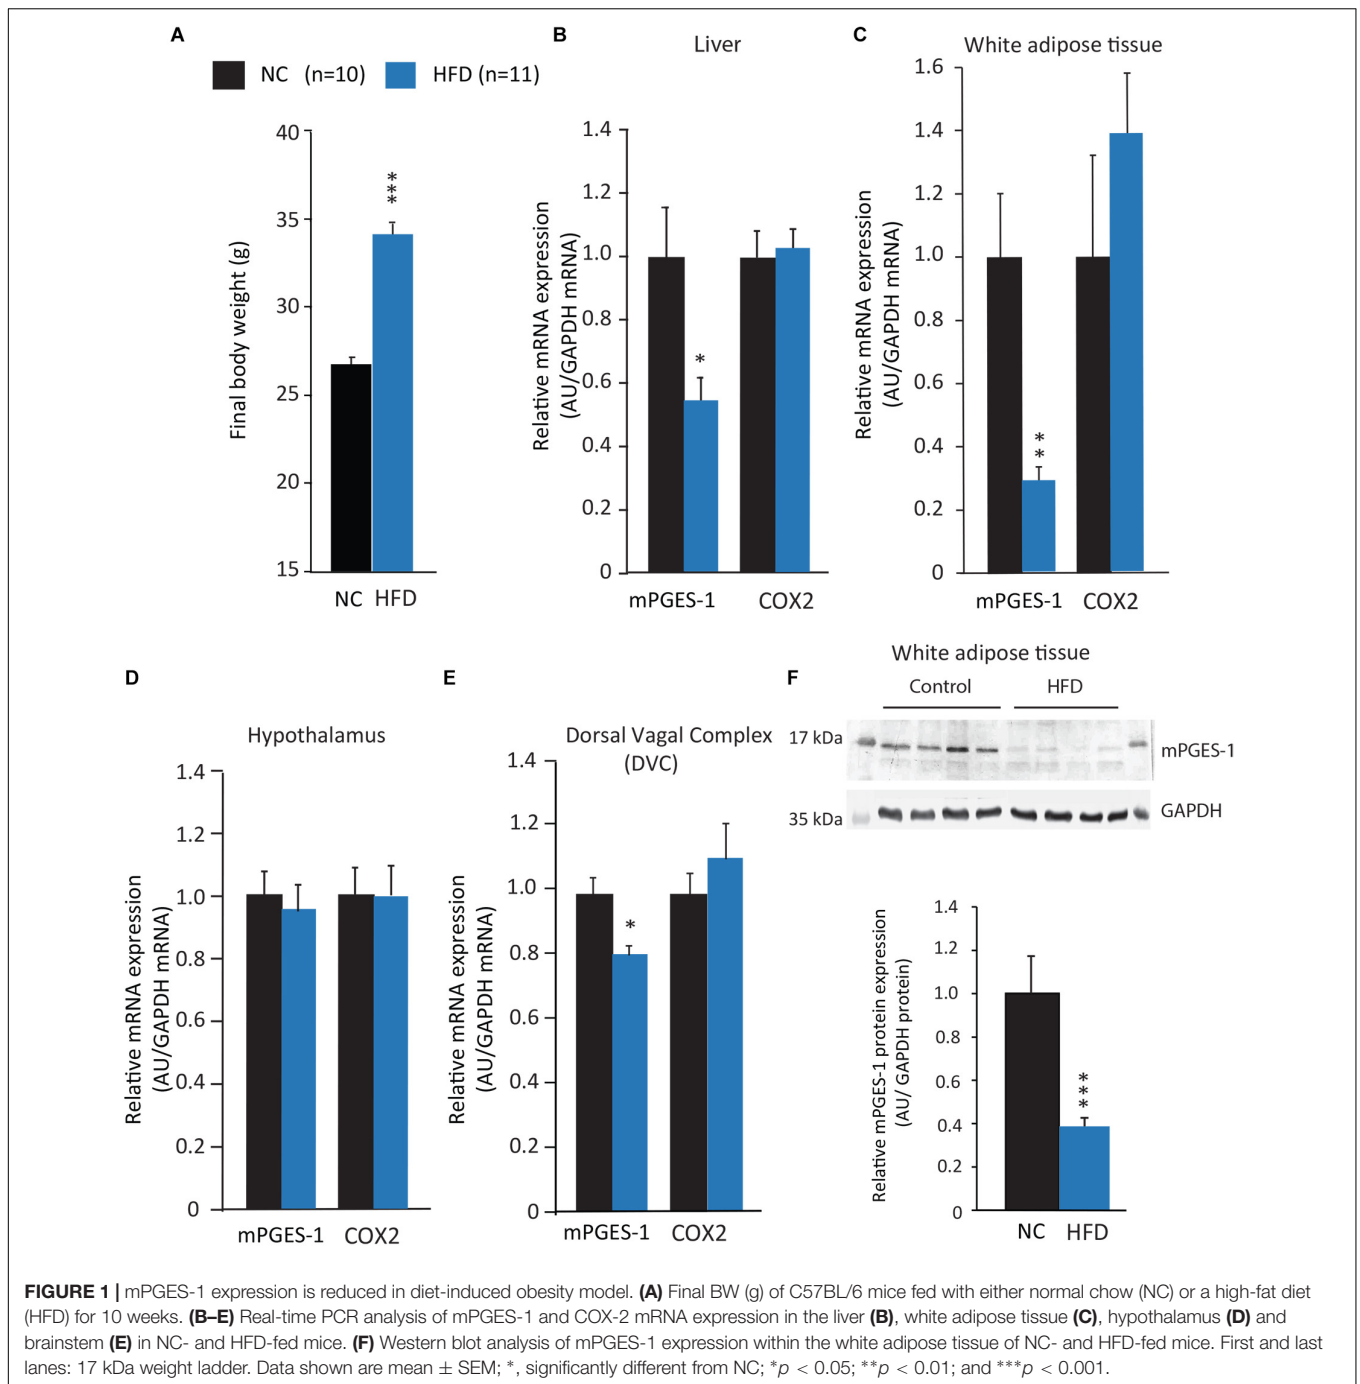 A
NC (n=10) HFD (n=11)
Final body weight (g)
40
35
30
25
20
15
***
NC HFD
B
Liver
Relative mRNA expression
(AU/GAPDH mRNA)
1.4
1.2
1.0
0.8
0.6
0.4
0.2
0
*
mPGES-1 COX2
C
White adipose tissue
Relative mRNA expression
(AU/GAPDH mRNA)
1.6
1.4
1.2
1.0
0.8
0.6
0.4
0.2
0
**
mPGES-1 COX2
D
Hypothalamus
Relative mRNA expression
(AU/GAPDH mRNA)
1.4
1.2
1.0
0.8
0.6
0.4
0.2
0
mPGES-1 COX2
E
Dorsal Vagal Complex
(DVC)
Relative mRNA expression
(AU/GAPDH mRNA)
1.4
1.2
1.0
0.8
0.6
0.4
0.2
0
*
mPGES-1 COX2
F
White adipose tissue
Control HFD
17 kDa mPGES-1
35 kDa GAPDH
Relative mPGES-1 protein expression
(AU/ GAPDH protein)
1.4
1.2
1.0
0.8
0.6
0.4
0.2
0
***
NC HFD
FIGURE 1 | mPGES-1 expression is reduced in diet-induced obesity model. (A) Final BW (g) of C57BL/6 mice fed with either normal chow (NC) or a high-fat diet
(HFD) for 10 weeks. (B–E) Real-time PCR analysis of mPGES-1 and COX-2 mRNA expression in the liver (B), white adipose tissue (C), hypothalamus (D) and
brainstem (E) in NC- and HFD-fed mice. (F) Western blot analysis of mPGES-1 expression within the white adipose tissue of NC- and HFD-fed mice. First and last
lanes: 17 kDa weight ladder. Data shown are mean ± SEM; *, significantly different from NC; *p < 0.05; **p < 0.01; and ***p < 0.001.